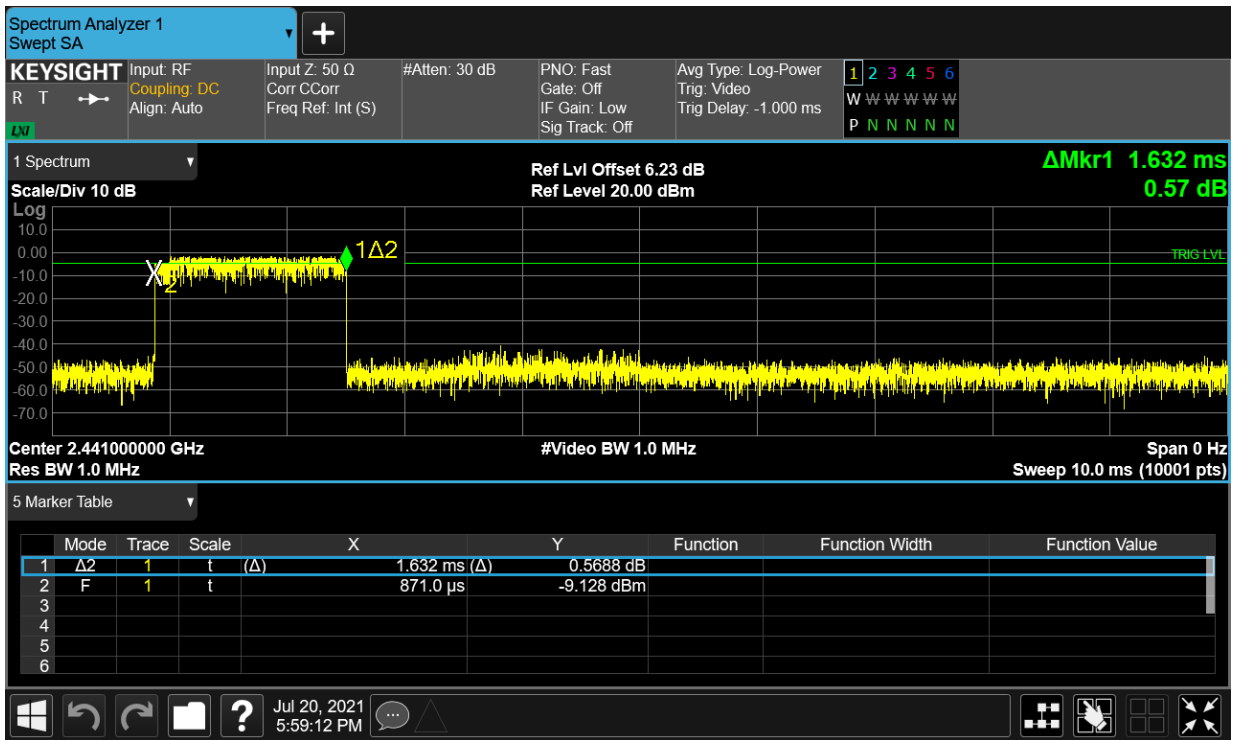 Spectrum Analyzer 1
Swept SA
+
KEYSIGHT Input: RF Input Z: 50 Ω #Atten: 30 dB PNO: Fast Avg Type: Log-Power 1 2 3 4 5 6
R T Coupling: DC Corr CCorr Gate: Off Trig: Video W W W W W W
Align: Auto Freq Ref: Int (S) IF Gain: Low Trig Delay: -1.000 ms
LXI Sig Track: Off P N N N N N
1 Spectrum Ref Lvl Offset 6.23 dB ΔMkr1 1.632 ms
Scale/Div 10 dB Ref Level 20.00 dBm 0.57 dB
Log
10.0
0.00 1Δ2 TRIG LVL
-10.0 X 2
-20.0
-30.0
-40.0
-50.0
-60.0
-70.0
Center 2.441000000 GHz #Video BW 1.0 MHz Span 0 Hz
Res BW 1.0 MHz Sweep 10.0 ms (10001 pts)
5 Marker Table
Mode Trace Scale X Y Function Function Width Function Value
1 Δ2 1 t (Δ) 1.632 ms (Δ) 0.5688 dB
2 F 1 t 871.0 µs -9.128 dBm
3
4
5
6
? Jul 20, 2021
5:59:12 PM